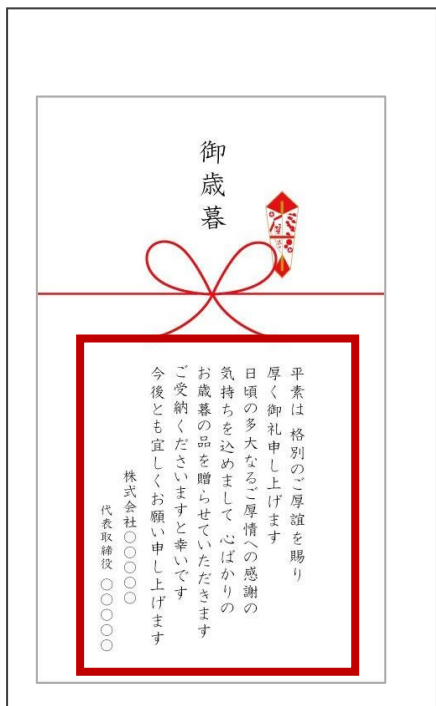 御歳暮
平素は 格別のご厚誼を賜り
厚く御礼申し上げます
日頃の多大なるご厚情への感謝の
気持ちを込めまして 心ばかりの
お歳暮の品を贈らせていただきます
ご受納くださいますと幸いです
今後とも宜しくお願い申し上げます
株式会社○○○○○
代表取締役 ○○○○○